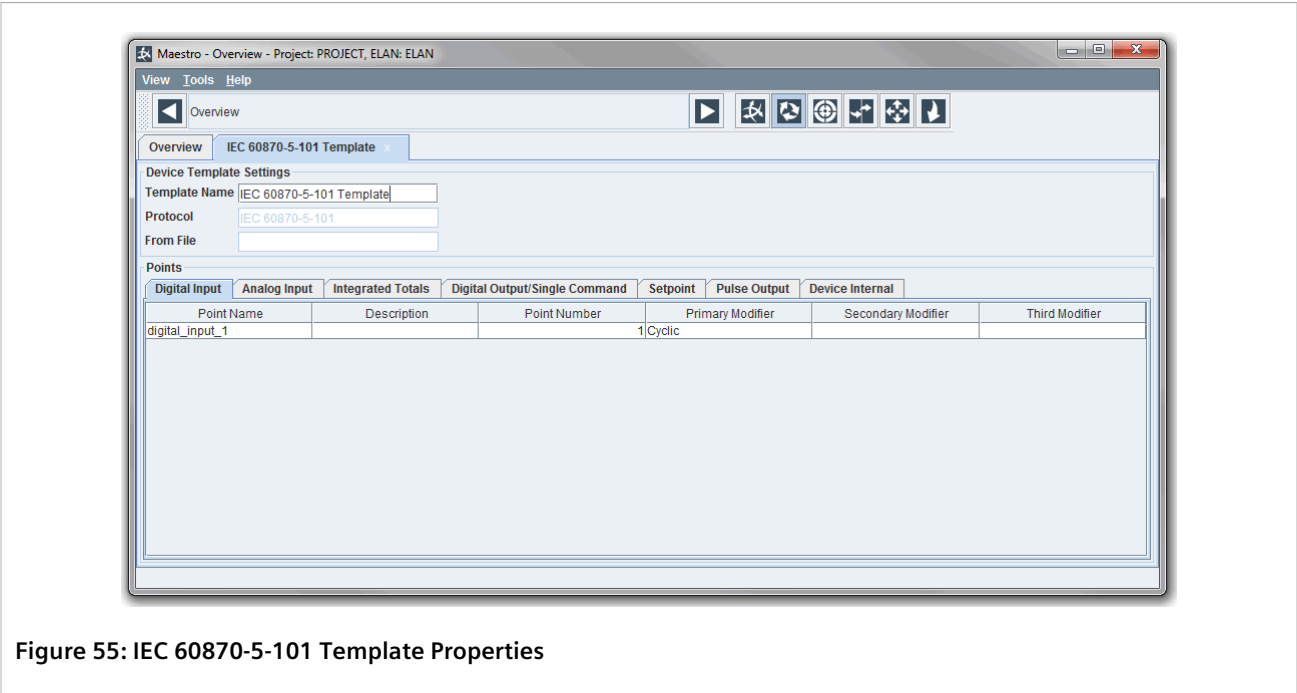 Maestro - Overview - Project: PROJECT, ELAN: ELAN
View Tools Help
Overview
Overview IEC 60870-5-101 Template x
Device Template Settings
Template Name IEC 60870-5-101 Template
Protocol IEC 60870-5-101
From File
Points
Digital Input Analog Input Integrated Totals Digital Output/Single Command Setpoint Pulse Output Device Internal
Point Name Description Point Number Primary Modifier Secondary Modifier Third Modifier
digital_input_1 1 Cyclic
Figure 55: IEC 60870-5-101 Template Properties